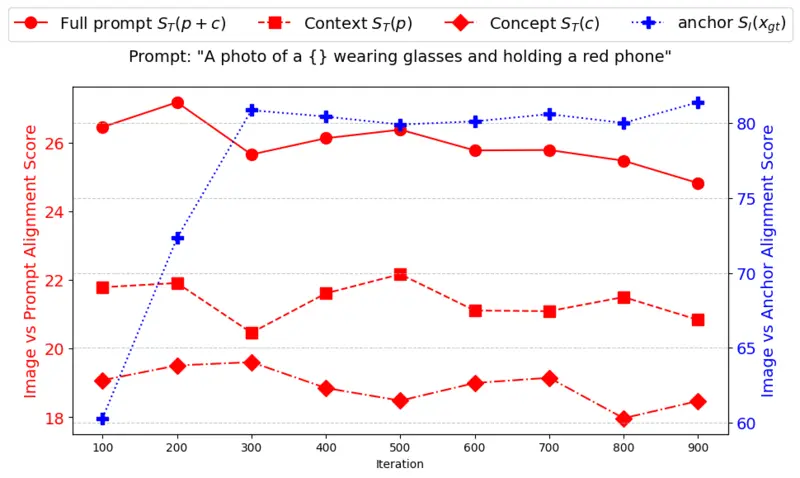 Full prompt S_T(p + c) Context S_T(p) Concept S_T(c) anchor S_I(x_gt)
Prompt: "A photo of a {} wearing glasses and holding a red phone"
Image vs Prompt Alignment Score
26
24
22
20
18
80
75
70
65
60
Image vs Anchor Alignment Score
100 200 300 400 500 600 700 800 900
Iteration